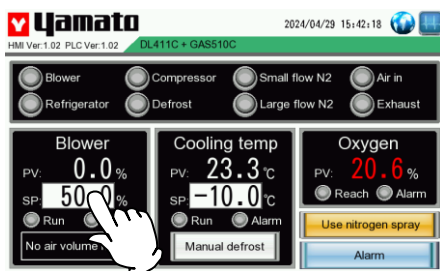 Yamato
2024/04/29 15:42:18
HMI Ver:1.02 PLC Ver:1.02 DL411C + GAS510C
Blower Compressor Small flow N2 Air in
Refrigerator Defrost Large flow N2 Exhaust
Blower
PV: 0.0 %
SP: %
Run
No air volume
Cooling temp
PV: 23.3 ℃
SP: -10.0 ℃
Run Alarm
Manual defrost
Oxygen
PV: 20.6 %
Reach Alarm
Use nitrogen spray
Alarm